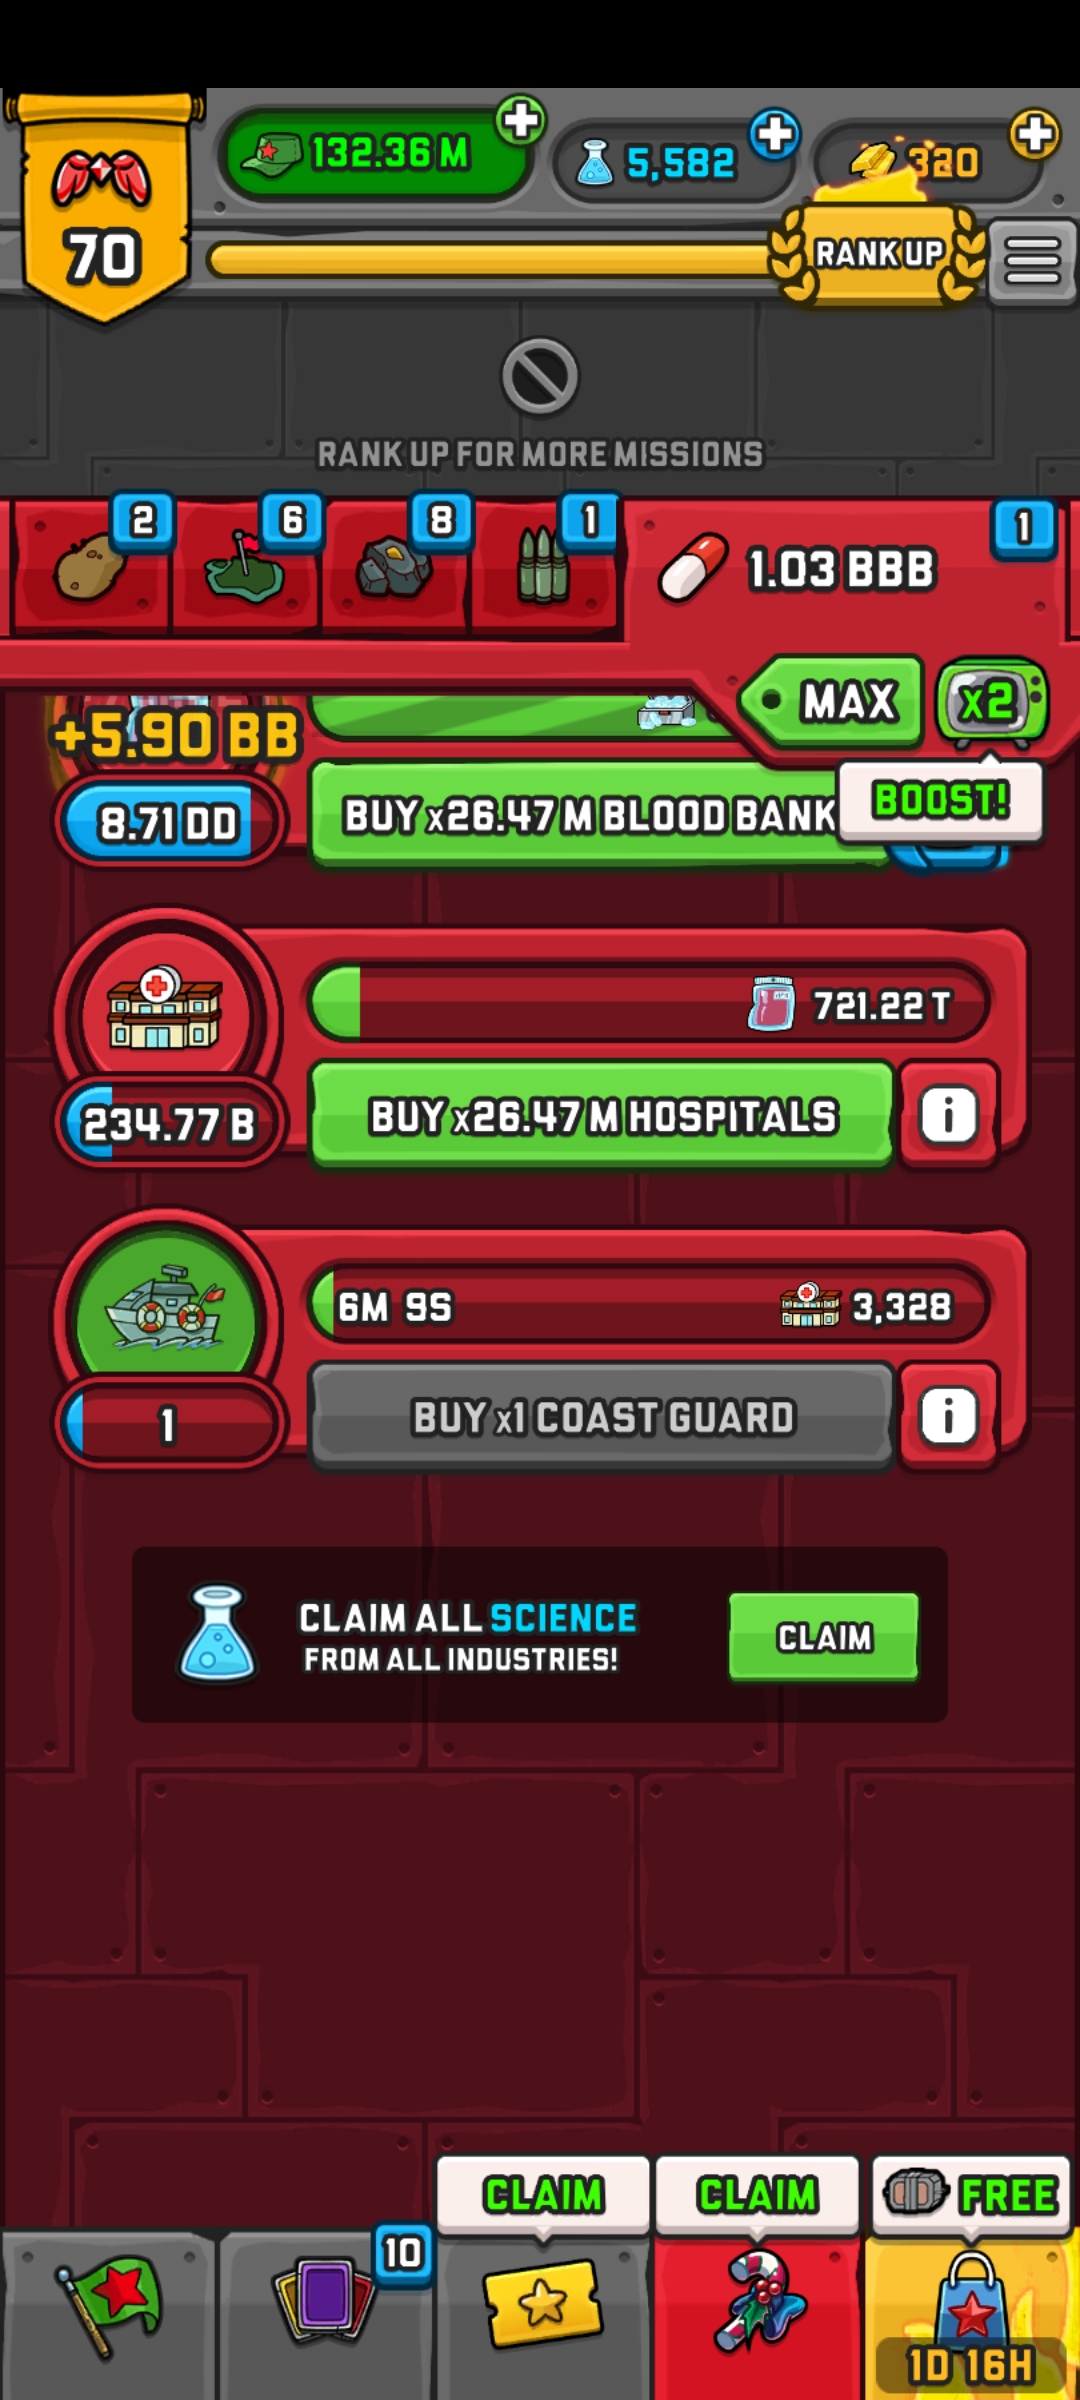 132.36 M
5,582
320
70
RANK UP
RANK UP FOR MORE MISSIONS
2
6
8
1
1.03 BBB
1
MAX
x2
+5.90 BB
BOOST!
8.71 DD
BUY x26.47 M BLOOD BANK
721.22 T
234.77 B
BUY x26.47 M HOSPITALS
i
6M 9S
3,328
1
BUY x1 COAST GUARD
i
CLAIM ALL SCIENCE
FROM ALL INDUSTRIES!
CLAIM
CLAIM
CLAIM
FREE
10
1D 16H